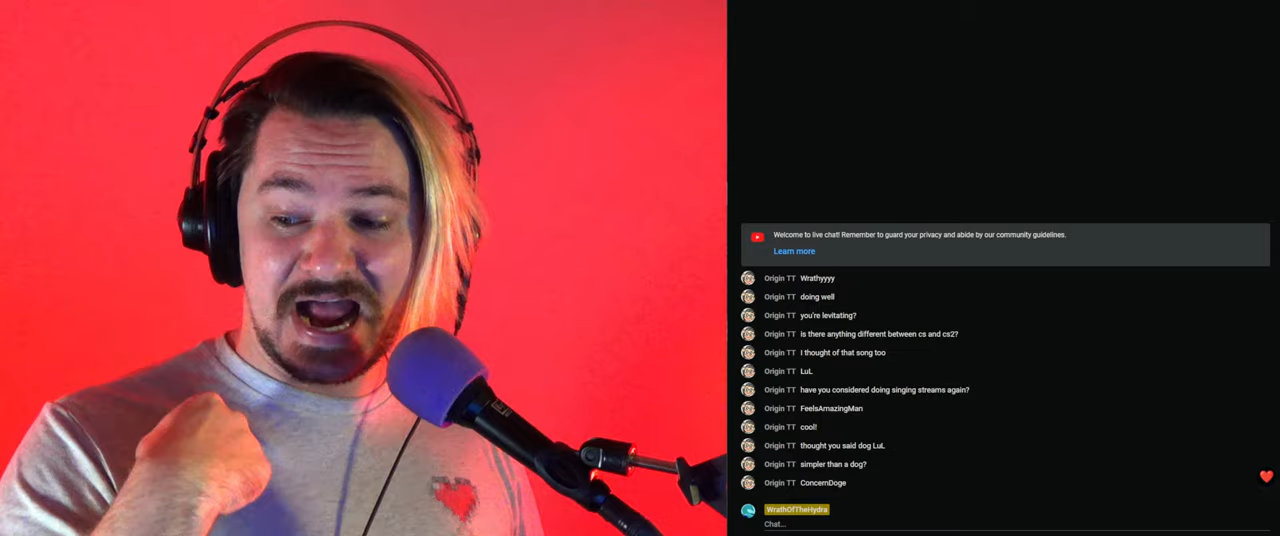 Welcome to live chat! Remember to guard your privacy and abide by our community guidelines.
Learn more
Origin TT Wrathyyyy
Origin TT doing well
Origin TT you're levitating?
Origin TT is there anything different between cs and cs2?
Origin TT I thought of that song too
Origin TT LuL
Origin TT have you considered doing singing streams again?
Origin TT FeelsAmazingMan
Origin TT cool!
Origin TT thought you said dog LuL
Origin TT simpler than a dog?
Origin TT ConcernDoge
WrathOfTheHydra
Chat...